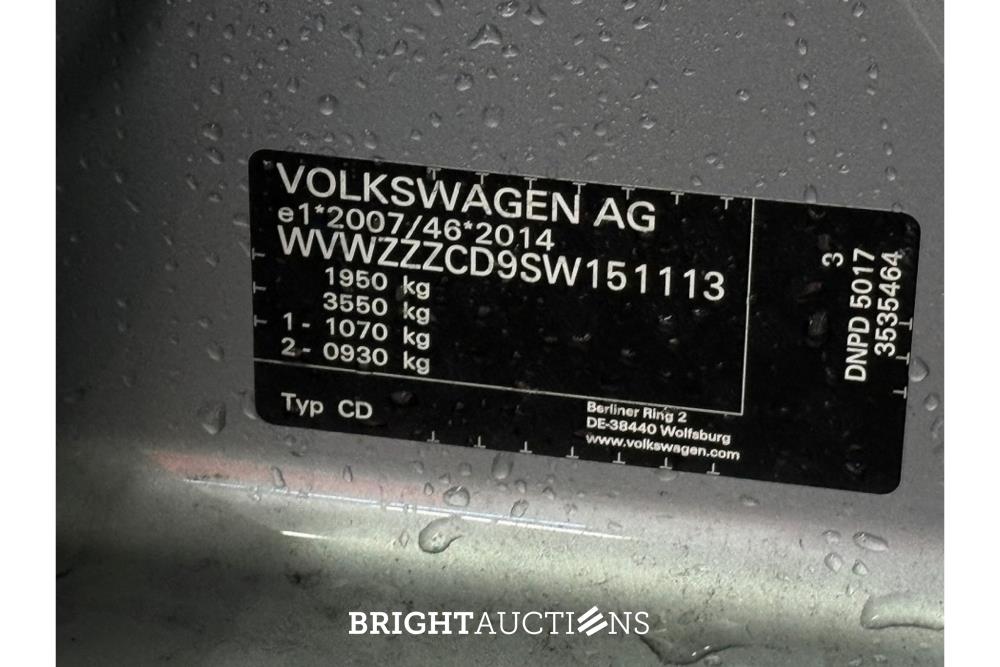 VOLKSWAGEN AG
e1*2007/46*2014
WVWZZZCD9SW151113
1950 kg
3550 kg
1- 1070 kg
2- 0930 kg
Typ CD
Berliner Ring 2
DE-38440 Wolfsburg
www.volkswagen.com
3
DNPD 5017
3535464
BRIGHTAUCTIONS